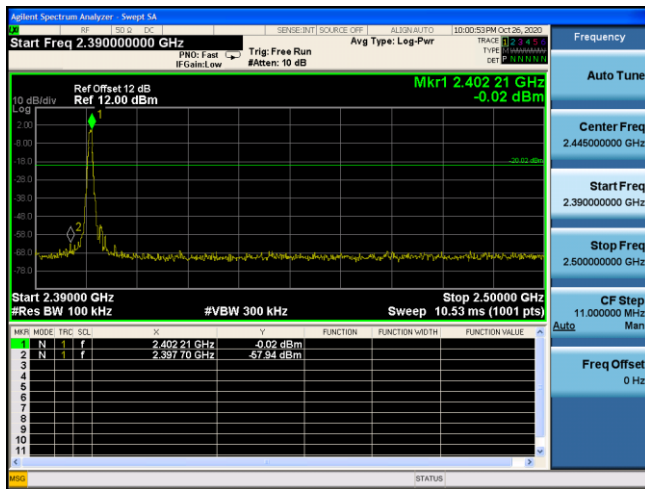 Agilent Spectrum Analyzer - Swept SA
RF 50 Ω DC SENSE:INT SOURCE OFF ALIGNAUTO 10:00:53PM Oct 26, 2020
Start Freq 2.390000000 GHz
PNO: Fast
IFGain:Low
Trig: Free Run
#Atten: 10 dB
Avg Type: Log-Pwr
TRACE 1 2 3 4 5 6
TYPE M
DET P N N N N N
Ref Offset 12 dB
10 dB/div Ref 12.00 dBm
Log
Mkr1 2.402 21 GHz
-0.02 dBm
2.00
-8.00
-18.0
-28.0
-38.0
-48.0
-58.0
-68.0
-78.0
1
2
-20.02 dBm
Start 2.39000 GHz Stop 2.50000 GHz
#Res BW 100 kHz #VBW 300 kHz Sweep 10.53 ms (1001 pts)
MKR MODE TRC SCL X Y FUNCTION FUNCTION WIDTH FUNCTION VALUE
1 N 1 f 2.402 21 GHz -0.02 dBm
2 N 1 f 2.397 70 GHz -57.94 dBm
3
4
5
6
7
8
9
10
11
MSG STATUS
Frequency
Auto Tune
Center Freq
2.445000000 GHz
Start Freq
2.390000000 GHz
Stop Freq
2.500000000 GHz
CF Step
11.000000 MHz
Auto Man
Freq Offset
0 Hz